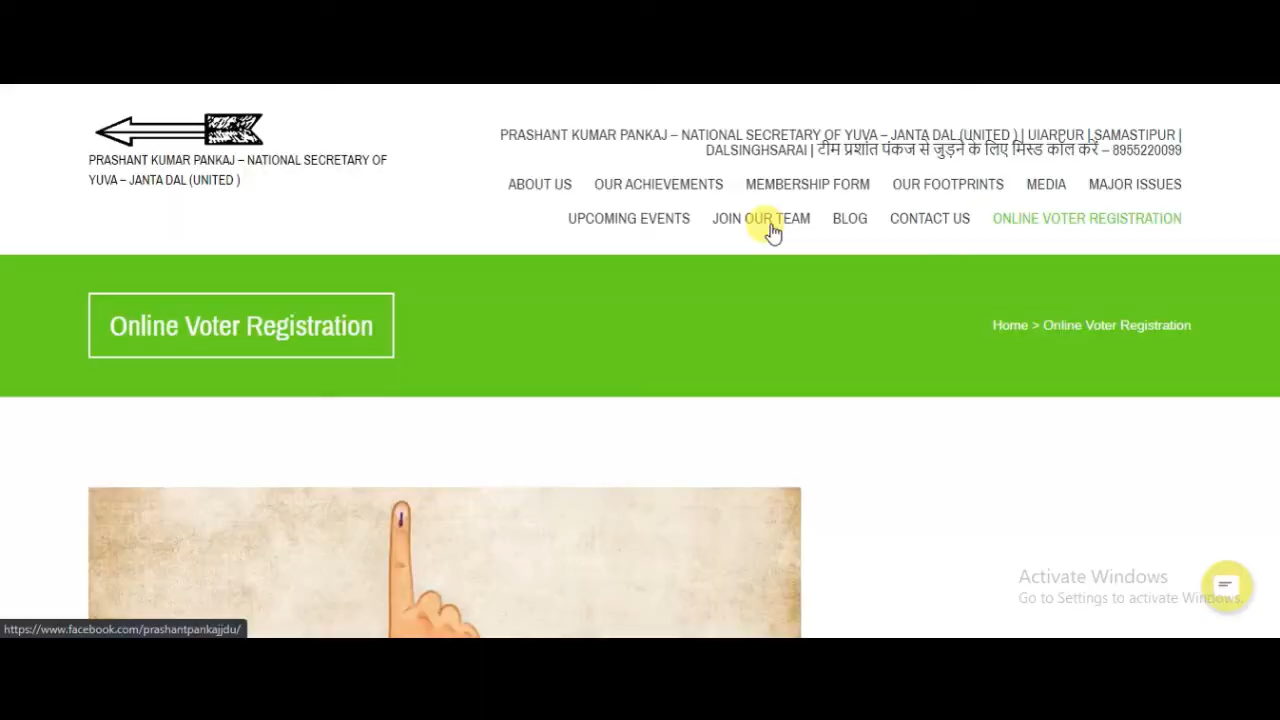 PRASHANT KUMAR PANKAJ – NATIONAL SECRETARY OF
YUVA – JANTA DAL (UNITED )
PRASHANT KUMAR PANKAJ – NATIONAL SECRETARY OF YUVA – JANTA DAL (UNITED ) | UJARPUR | SAMASTIPUR |
DALSINGHSARAI | टीम प्रशांत पंकज से जुड़ने के लिए मिस्ड कॉल करें – 8955220099
ABOUT US OUR ACHIEVEMENTS MEMBERSHIP FORM OUR FOOTPRINTS MEDIA MAJOR ISSUES
UPCOMING EVENTS JOIN OUR TEAM BLOG CONTACT US ONLINE VOTER REGISTRATION
Online Voter Registration
Home > Online Voter Registration
Activate Windows
Go to Settings to activate Windows.
https://www.facebook.com/prashantpankajjdu/